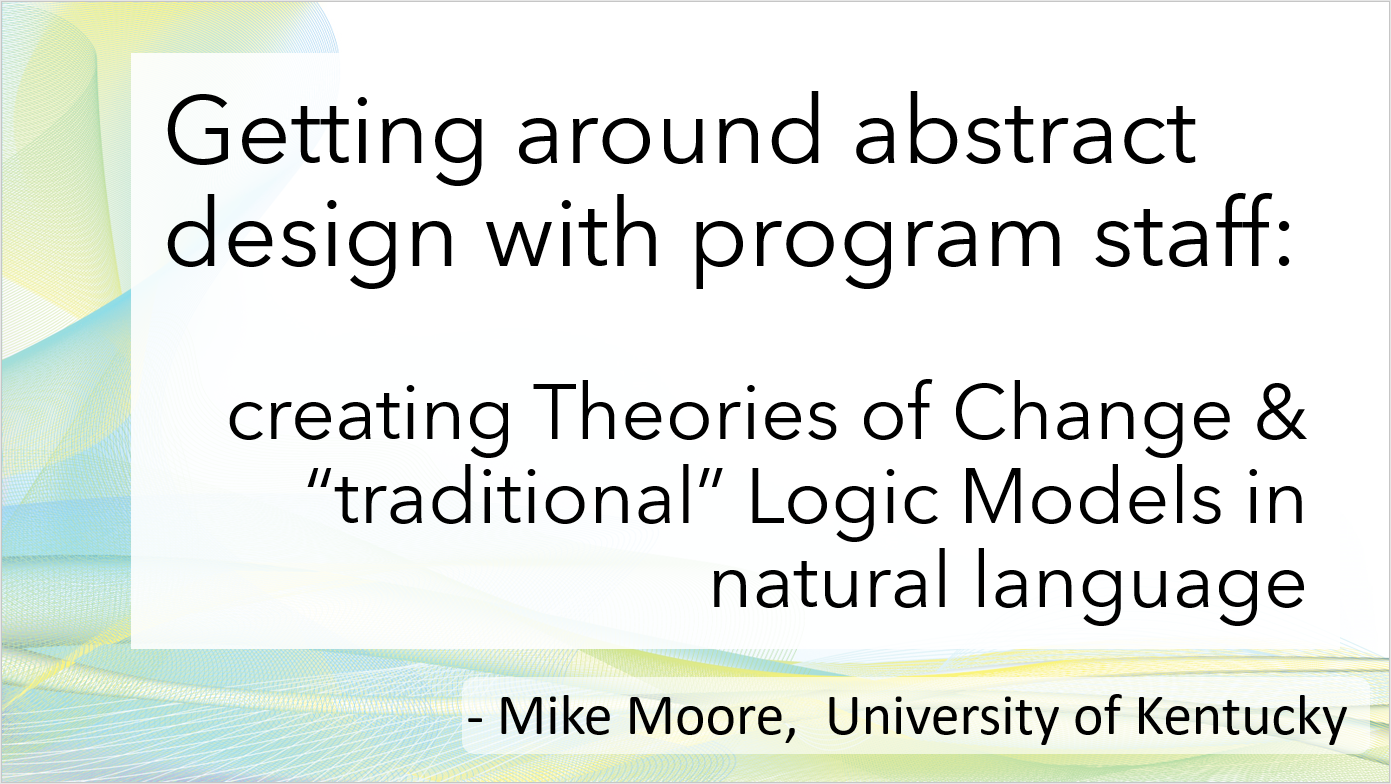 Getting around abstract
design with program staff:
creating Theories of Change &
“traditional” Logic Models in
natural language
- Mike Moore,  University of Kentucky